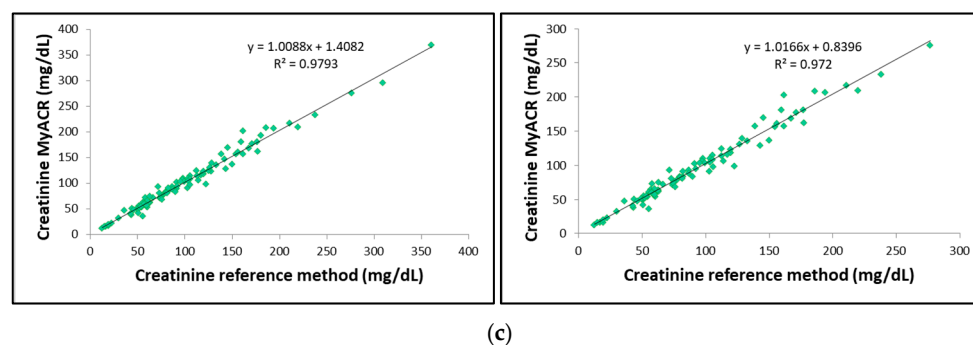 y = 1.0088x + 1.4082
R² = 0.9793
Creatinine MyACR (mg/dL)
400
350
300
250
200
150
100
50
0
0 50 100 150 200 250 300 350 400
Creatinine reference method (mg/dL)
y = 1.0166x + 0.8396
R² = 0.972
Creatinine MyACR (mg/dL)
300
250
200
150
100
50
0
0 50 100 150 200 250 300
Creatinine reference method (mg/dL)
(c)